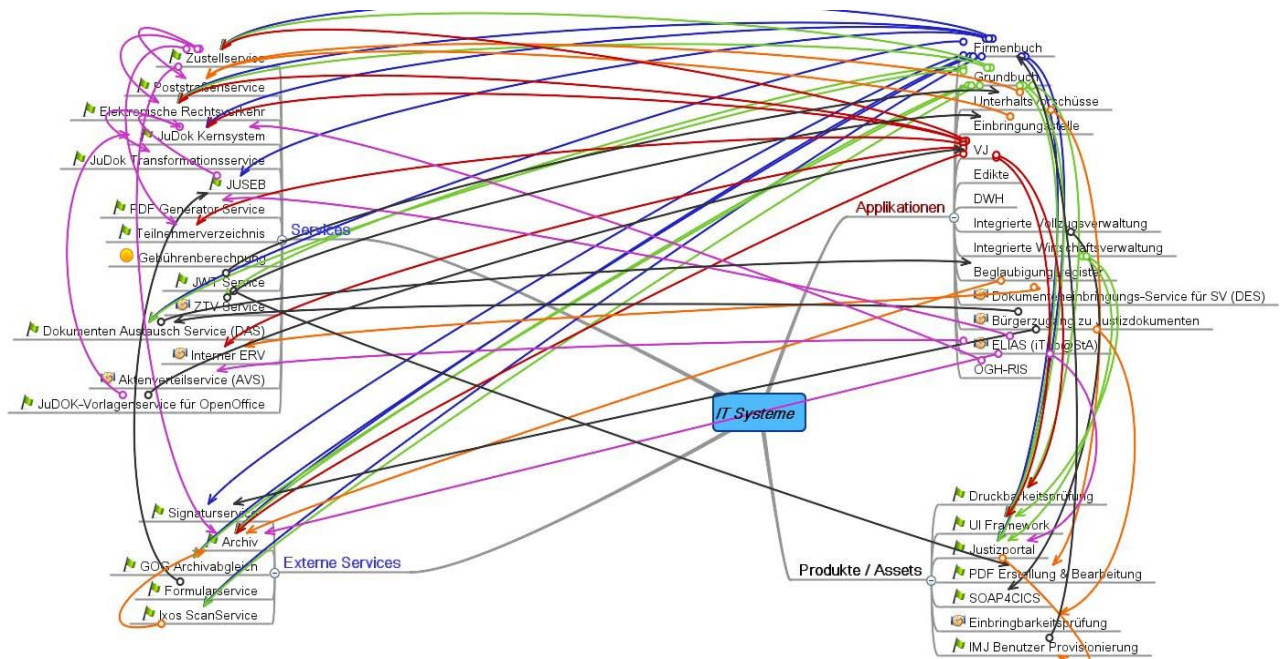 Zustellservice
Poststraßenservice
Elektronische Rechtsverkehr
JuDok Kernsystem
JuDok Transformationsservice
JUSEB
PDF Generator Service
Teilnehmerverzeichnis
Gebührenberechnung
JWT Service
ZTV Service
Dokumenten Austausch Service (DAS)
Interner ERV
Aktenverteilservice (AVS)
JuDOK-Vorlagenservice für OpenOffice
Services
Signaturservice
Archiv
GOG Archivabgleich
Formularservice
Ixos ScanService
Externe Services
IT Systeme
Applikationen
Firmenbuch
Grundbuch
Unterhaltsvorschüsse
Einbringungsstelle
VJ
Edikte
DWH
Integrierte Vollzugsverwaltung
Integrierte Wirtschaftsverwaltung
Beglaubigungsregister
Dokumenteneinbringungs-Service für SV (DES)
Bürgerzugang zu Justizdokumenten
ELIAS
OGH-RIS
Produkte / Assets
Druckbarkeitsprüfung
UI Framework
Justizportal
PDF Erstellung & Bearbeitung
SOAP4CICS
Einbringbarkeitsprüfung
IMJ Benutzer Provisionierung